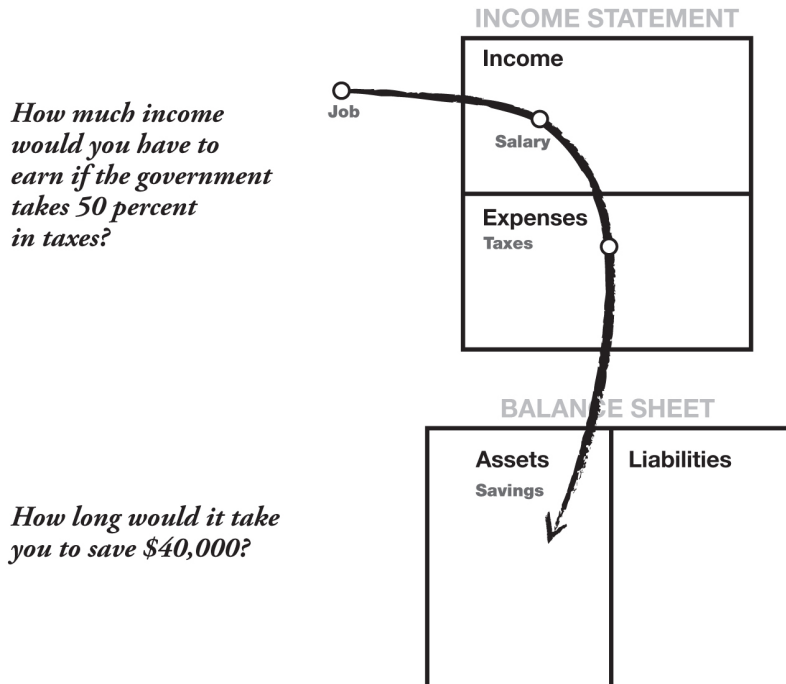 INCOME STATEMENT
Income
Job
Salary
How much income
would you have to
earn if the government
takes 50 percent
in taxes?
Expenses
Taxes
BALANCE SHEET
Assets
Liabilities
Savings
How long would it take
you to save $40,000?